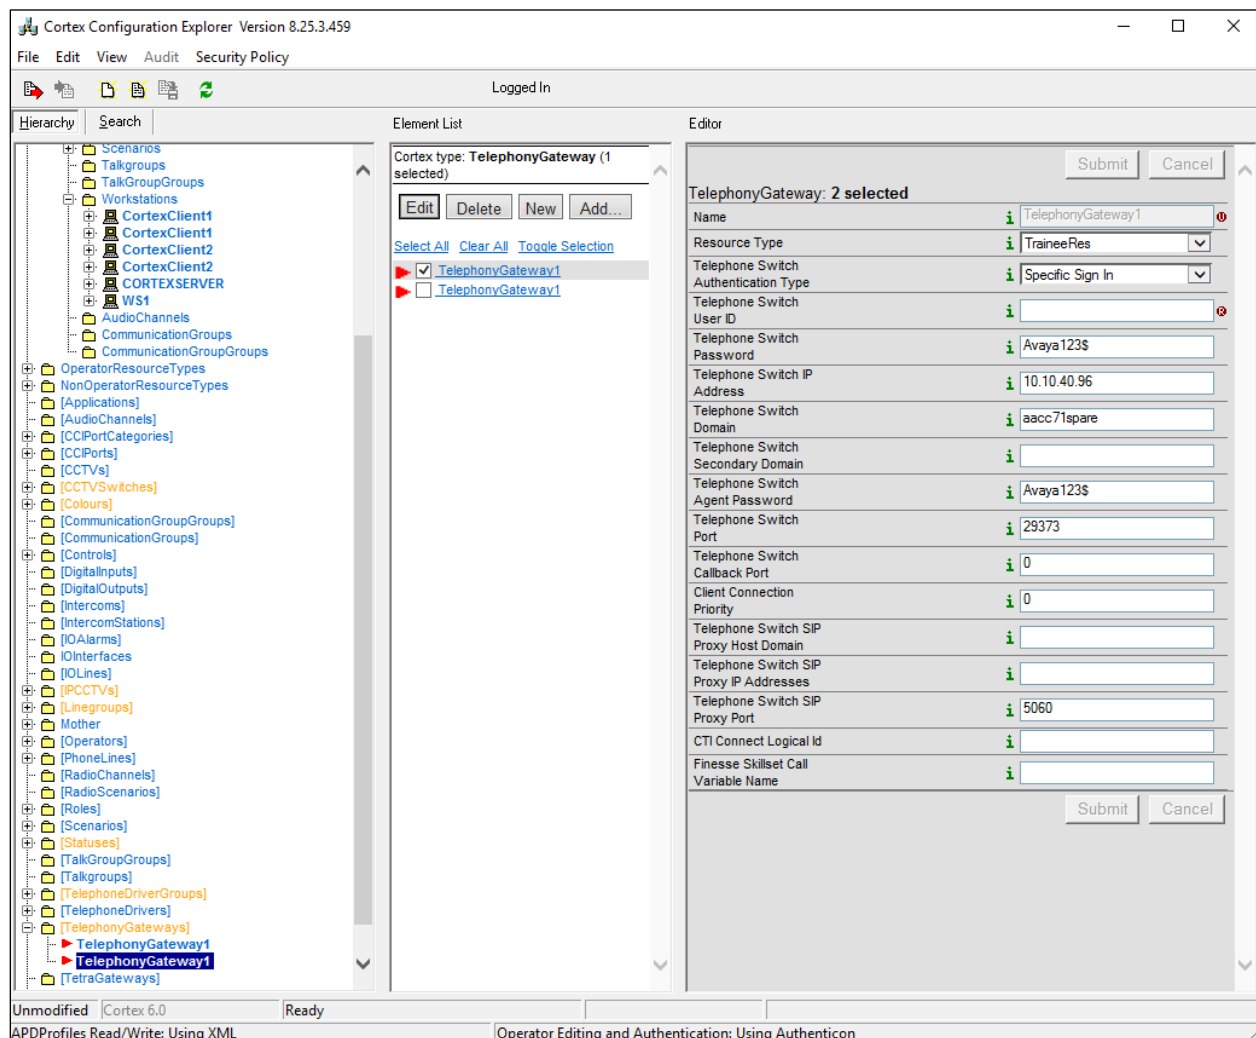 Cortex Configuration Explorer Version 8.25.3.459
File Edit View Audit Security Policy
Logged In
Hierarchy Search
Element List
Editor
Scenarios
Talkgroups
TalkGroupGroups
Workstations
CortexClient1
CortexClient1
CortexClient2
CortexClient2
CORTEXSERVER
WS1
AudioChannels
CommunicationGroups
CommunicationGroupGroups
OperatorResourceTypes
NonOperatorResourceTypes
[Applications]
[AudioChannels]
[CCIPortCategories]
[CCIPorts]
[CCTVs]
[CCTVSwitches]
[Colours]
[CommunicationGroupGroups]
[CommunicationGroups]
[Controls]
[DigitalInputs]
[DigitalOutputs]
[Intercoms]
[IntercomStations]
[IOAlarms]
IOInterfaces
[IOLines]
[IPCCTVs]
[Linegroups]
Mother
[Operators]
[PhoneLines]
[RadioChannels]
[RadioScenarios]
[Roles]
[Scenarios]
[Statuses]
[TalkGroupGroups]
[Talkgroups]
[TelephoneDriverGroups]
[TelephoneDrivers]
[TelephonyGateways]
TelephonyGateway1
TelephonyGateway1
[TetraGateways]
Cortex type: TelephonyGateway (1
selected)
Edit Delete New Add...
Select All Clear All Toggle Selection
TelephonyGateway1
TelephonyGateway1
Submit Cancel
TelephonyGateway: 2 selected
Name i TelephonyGateway1 U
Resource Type i TraineeRes
Telephone Switch
Authentication Type i Specific Sign In
Telephone Switch
User ID i R
Telephone Switch
Password i Avaya123$
Telephone Switch IP
Address i 10.10.40.96
Telephone Switch
Domain i aacc71spare
Telephone Switch
Secondary Domain i
Telephone Switch
Agent Password i Avaya123$
Telephone Switch
Port i 29373
Telephone Switch
Callback Port i 0
Client Connection
Priority i 0
Telephone Switch SIP
Proxy Host Domain i
Telephone Switch SIP
Proxy IP Addresses i
Telephone Switch SIP
Proxy Port i 5060
CTI Connect Logical Id i
Finesse Skillset Call
Variable Name i
Submit Cancel
Unmodified Cortex 6.0 Ready
APDProfiles Read/Write: Using XML Operator Editing and Authentication: Using Authenticon